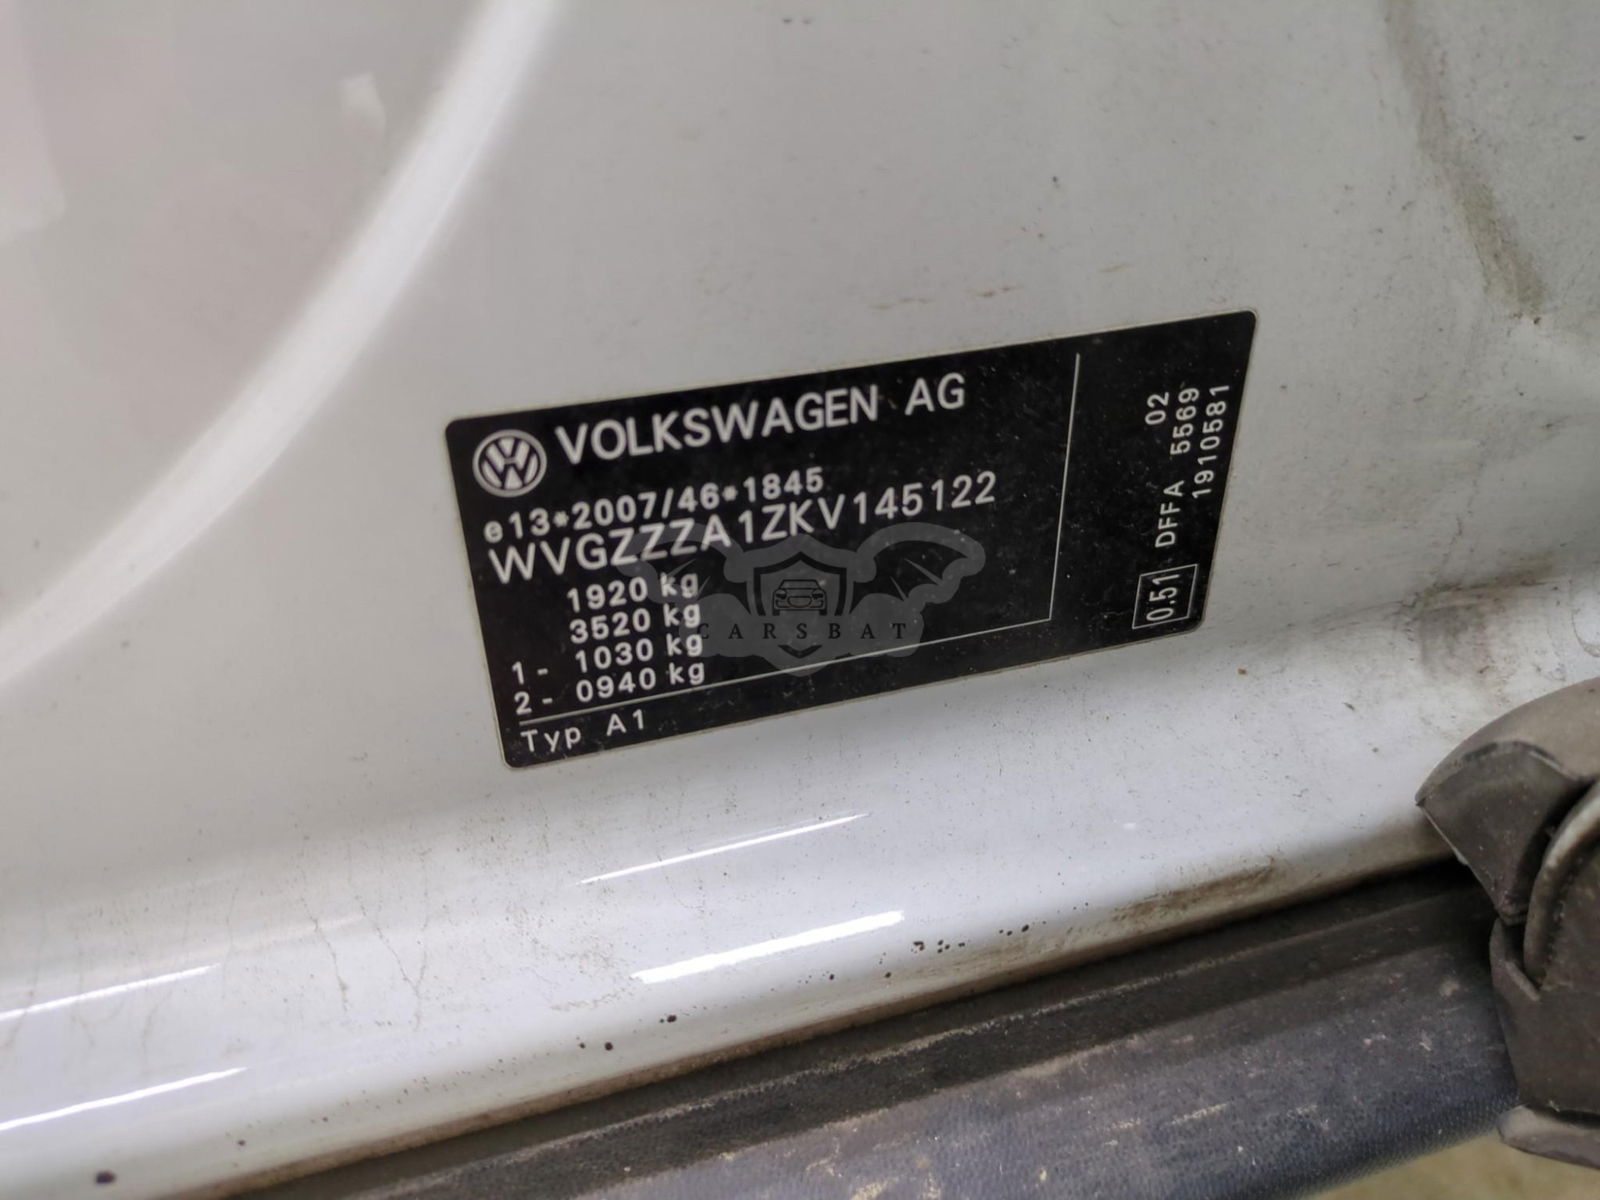 VOLKSWAGEN AG
e13*2007/46*1845
WVGZZZA1ZKV145122
1920 kg
3520 kg
1 - 1030 kg
2 - 0940 kg
Typ A1
02
DFFA 5569
1910581
0.51
CARSBAT